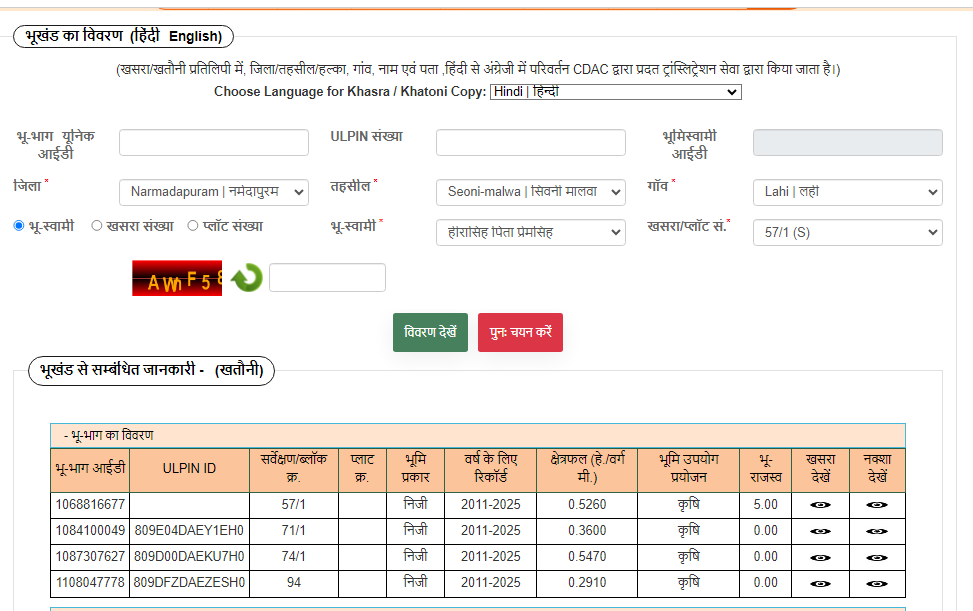 भूखंड का विवरण (हिंदी English)
(खसरा/खतौनी प्रतिलिपी में, जिला/तहसील/हल्का, गांव, नाम एवं पता ,हिंदी से अंग्रेजी में परिवर्तन CDAC द्वारा प्रदत ट्रांस्लिट्रेशन सेवा द्वारा किया जाता है।)
Choose Language for Khasra / Khatoni Copy: Hindi | हिन्दी
भू-भाग यूनिक आईडी ULPIN संख्या भूमिस्वामी आईडी
जिला * Narmadapuram | नर्मदापुरम तहसील * Seoni-malwa | सिवनी मालवा गाँव * Lahi | लही
भू-स्वामी खसरा संख्या प्लॉट संख्या भू-स्वामी * हीरासिंह पिता प्रेमसिंह खसरा/प्लॉट सं.* 57/1 (S)
विवरण देखें पुनः चयन करें
भूखंड से सम्बंधित जानकारी - (खतौनी)
- भू-भाग का विवरण
भू-भाग आईडी ULPIN ID सर्वेक्षण/ब्लॉक क्र. प्लाट क्र. भूमि प्रकार वर्ष के लिए रिकॉर्ड क्षेत्रफल (हे./वर्ग मी.) भूमि उपयोग प्रयोजन भू-राजस्व खसरा देखें नक्शा देखें
1068816677 57/1 निजी 2011-2025 0.5260 कृषि 5.00
1084100049 809E04DAEY1EH0 71/1 निजी 2011-2025 0.3600 कृषि 0.00
1087307627 809D00DAEKU7H0 74/1 निजी 2011-2025 0.5470 कृषि 0.00
1108047778 809DFZDAEZESH0 94 निजी 2011-2025 0.2910 कृषि 0.00